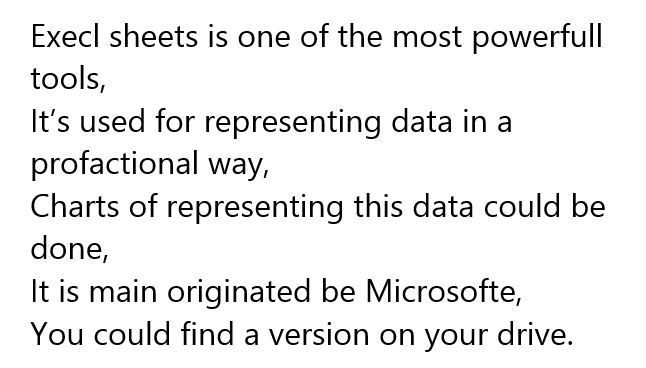 Execl sheets is one of the most powerfull
tools,
It’s used for representing data in a
profactional way,
Charts of representing this data could be
done,
It is main originated be Microsofte,
You could find a version on your drive.